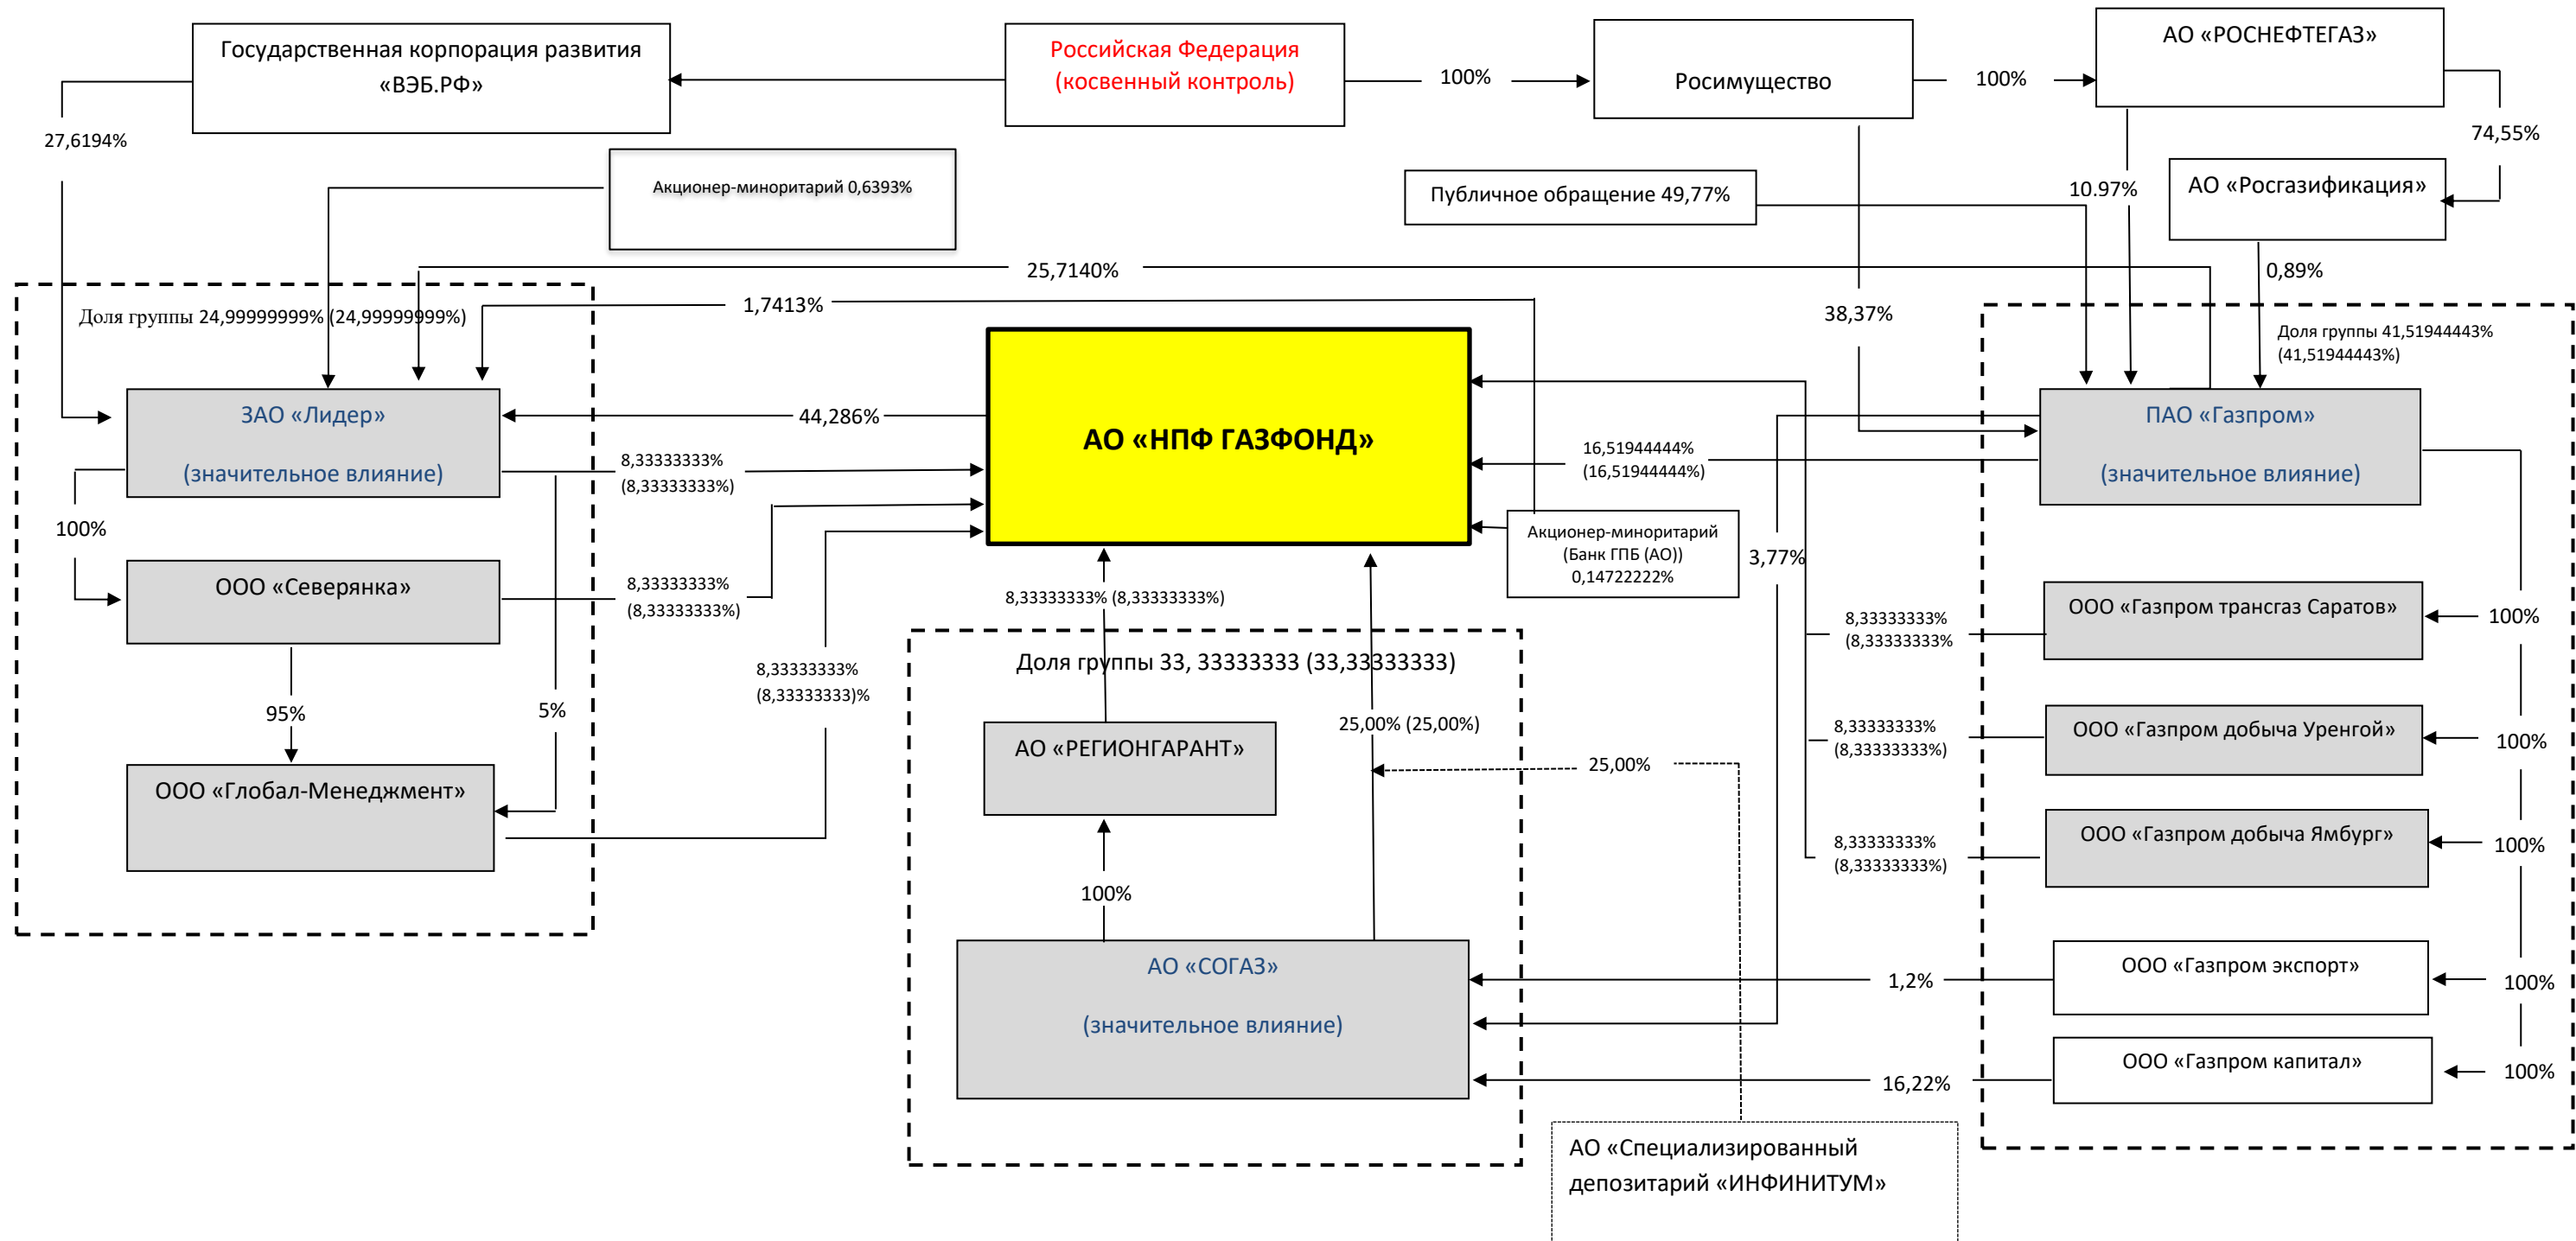 Государственная корпорация развития
«ВЭБ.РФ»
Российская Федерация
(косвенный контроль)
100%
Росимущество
100%
АО «РОСНЕФТЕГАЗ»
27,6194%
74,55%
Акционер-миноритарий 0,6393%
Публичное обращение 49,77%
10.97%
АО «Росгазификация»
25,7140%
0,89%
1,7413%
38,37%
Доля группы 24,99999999% (24,99999999%)
Доля группы 41,51944443%
(41,51944443%)
ЗАО «Лидер»
(значительное влияние)
44,286%
АО «НПФ ГАЗФОНД»
16,51944444%
(16,51944444%)
ПАО «Газпром»
(значительное влияние)
8,33333333%
(8,33333333%)
100%
Акционер-миноритарий
(Банк ГПБ (АО))
0,14722222%
3,77%
ООО «Северянка»
8,33333333%
(8,33333333%)
8,33333333% (8,33333333%)
8,33333333%
(8,33333333%
ООО «Газпром трансгаз Саратов»
100%
Доля группы 33, 33333333 (33,33333333)
8,33333333%
(8,33333333)%
95%
5%
25,00% (25,00%)
8,33333333%
(8,33333333%)
ООО «Газпром добыча Уренгой»
100%
АО «РЕГИОНГАРАНТ»
25,00%
ООО «Глобал-Менеджмент»
8,33333333%
(8,33333333%)
ООО «Газпром добыча Ямбург»
100%
100%
АО «СОГАЗ»
(значительное влияние)
1,2%
ООО «Газпром экспорт»
100%
16,22%
ООО «Газпром капитал»
100%
АО «Специализированный
депозитарий «ИНФИНИТУМ»